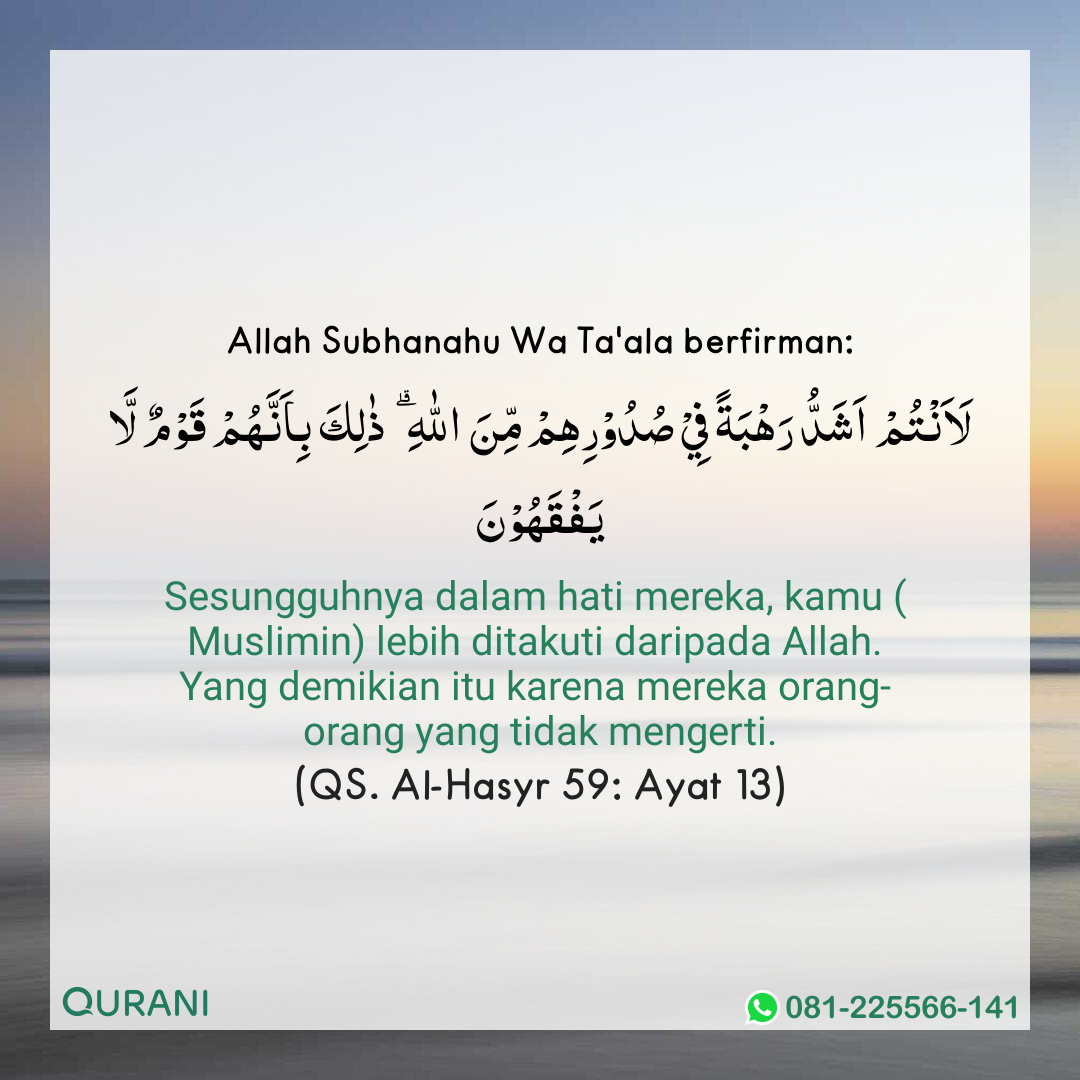 Allah Subhanahu Wa Ta'ala berfirman:
لَاَنْتُمْ اَشَدُّ رَهْبَةً فِيْ صُدُوْرِهِمْ مِّنَ اللّٰهِ ۗ ذٰلِكَ بِاَنَّهُمْ قَوْمٌ لَّا
يَفْقَهُوْنَ
Sesungguhnya dalam hati mereka, kamu (
Muslimin) lebih ditakuti daripada Allah.
Yang demikian itu karena mereka orang-
orang yang tidak mengerti.
(QS. Al-Hasyr 59: Ayat 13)
QURANI
081-225566-141